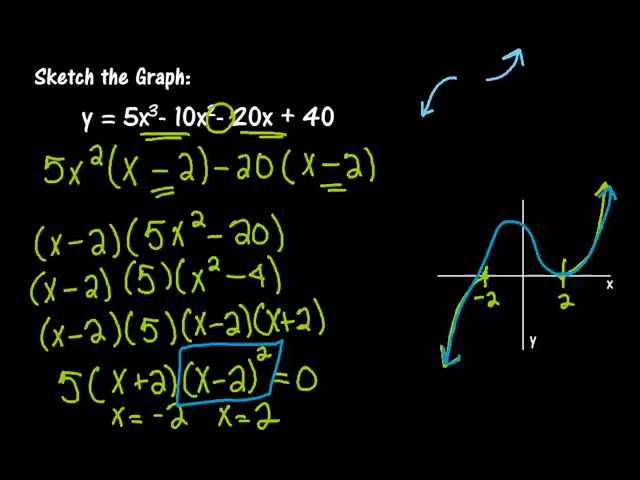 Sketch the Graph:
y = 5x³ - 10x² - 20x + 40
5x²(x - 2) - 20(x - 2)
(x - 2)(5x² - 20)
(x - 2)(5)(x² - 4)
(x - 2)(5)(x - 2)(x + 2)
5(x + 2)(x - 2)² = 0
x = -2 x = 2
-2 2 x
y